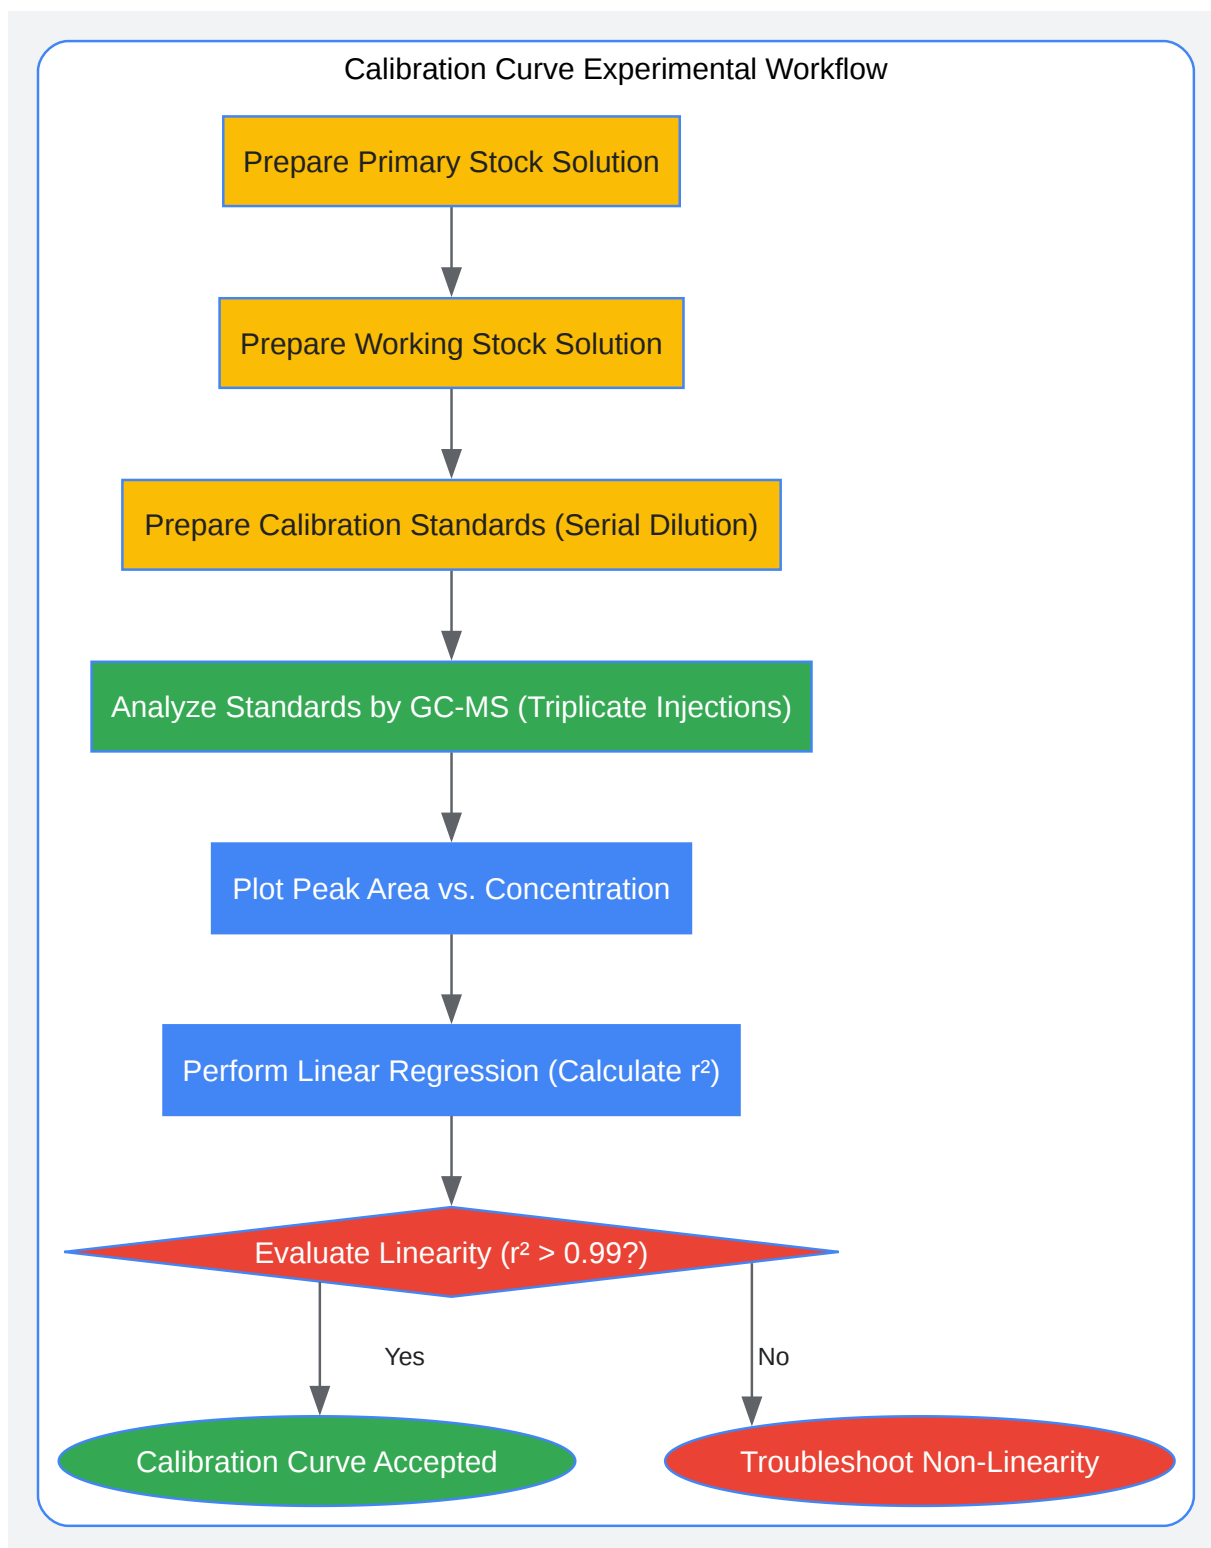 Calibration Curve Experimental Workflow
Prepare Primary Stock Solution
Prepare Working Stock Solution
Prepare Calibration Standards (Serial Dilution)
Analyze Standards by GC-MS (Triplicate Injections)
Plot Peak Area vs. Concentration
Perform Linear Regression (Calculate r²)
Evaluate Linearity (r² > 0.99?)
Yes
No
Calibration Curve Accepted
Troubleshoot Non-Linearity